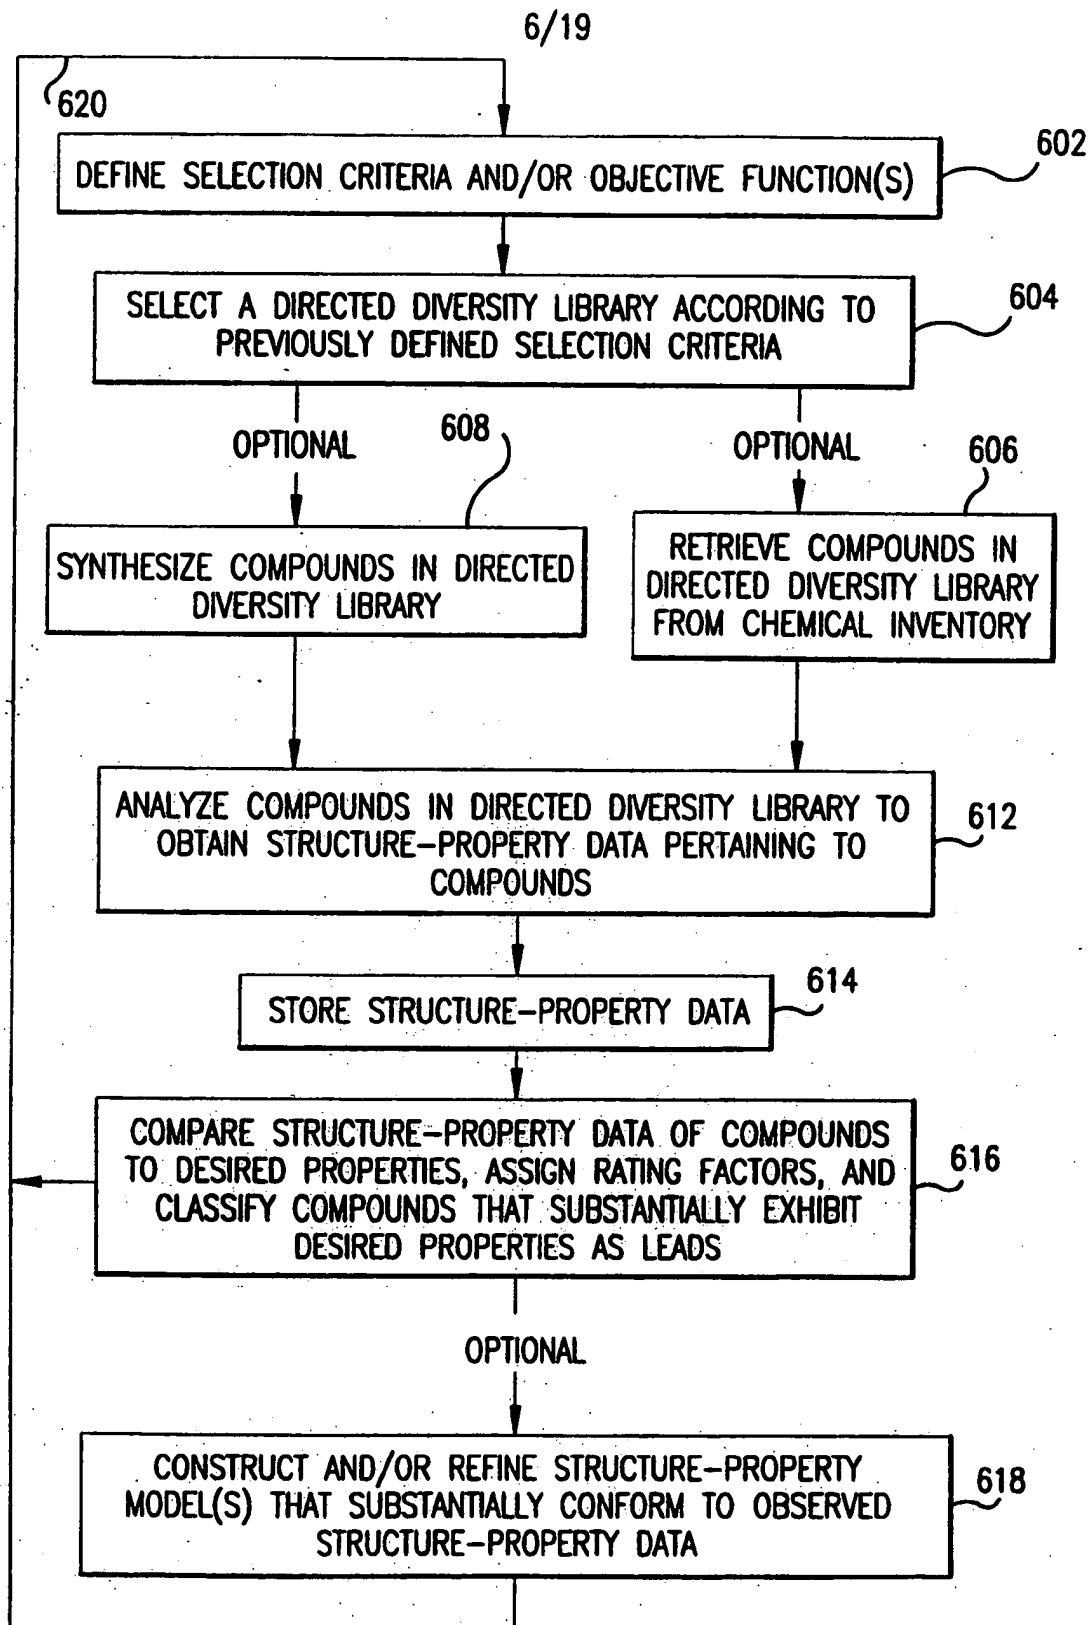 6/19
620
602
DEFINE SELECTION CRITERIA AND/OR OBJECTIVE FUNCTION(S)
SELECT A DIRECTED DIVERSITY LIBRARY ACCORDING TO
PREVIOUSLY DEFINED SELECTION CRITERIA
604
OPTIONAL
608
OPTIONAL
606
SYNTHESIZE COMPOUNDS IN DIRECTED
DIVERSITY LIBRARY
RETRIEVE COMPOUNDS IN
DIRECTED DIVERSITY LIBRARY
FROM CHEMICAL INVENTORY
ANALYZE COMPOUNDS IN DIRECTED DIVERSITY LIBRARY TO
OBTAIN STRUCTURE-PROPERTY DATA PERTAINING TO
COMPOUNDS
612
STORE STRUCTURE-PROPERTY DATA
614
COMPARE STRUCTURE-PROPERTY DATA OF COMPOUNDS
TO DESIRED PROPERTIES, ASSIGN RATING FACTORS, AND
CLASSIFY COMPOUNDS THAT SUBSTANTIALLY EXHIBIT
DESIRED PROPERTIES AS LEADS
616
OPTIONAL
CONSTRUCT AND/OR REFINE STRUCTURE-PROPERTY
MODEL(S) THAT SUBSTANTIALLY CONFORM TO OBSERVED
STRUCTURE-PROPERTY DATA
618